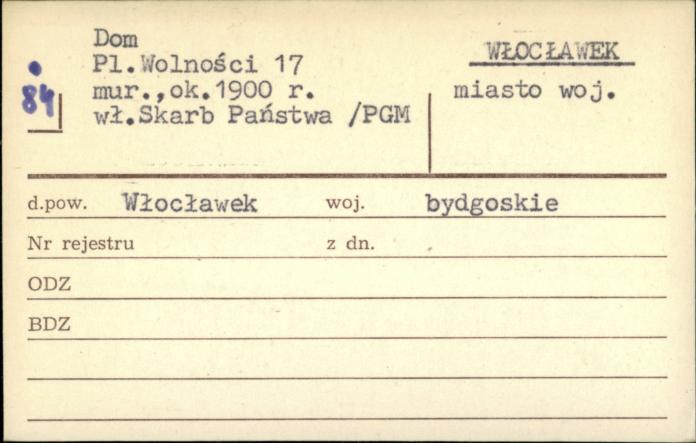 Dom
Pl.Wolności 17
mur.,ok.1900 r.
wł.Skarb Państwa /PGM
WŁOCŁAWEK
miasto woj.
84
d.pow. Włocławek woj. bydgoskie
Nr rejestru z dn.
ODZ
BDZ